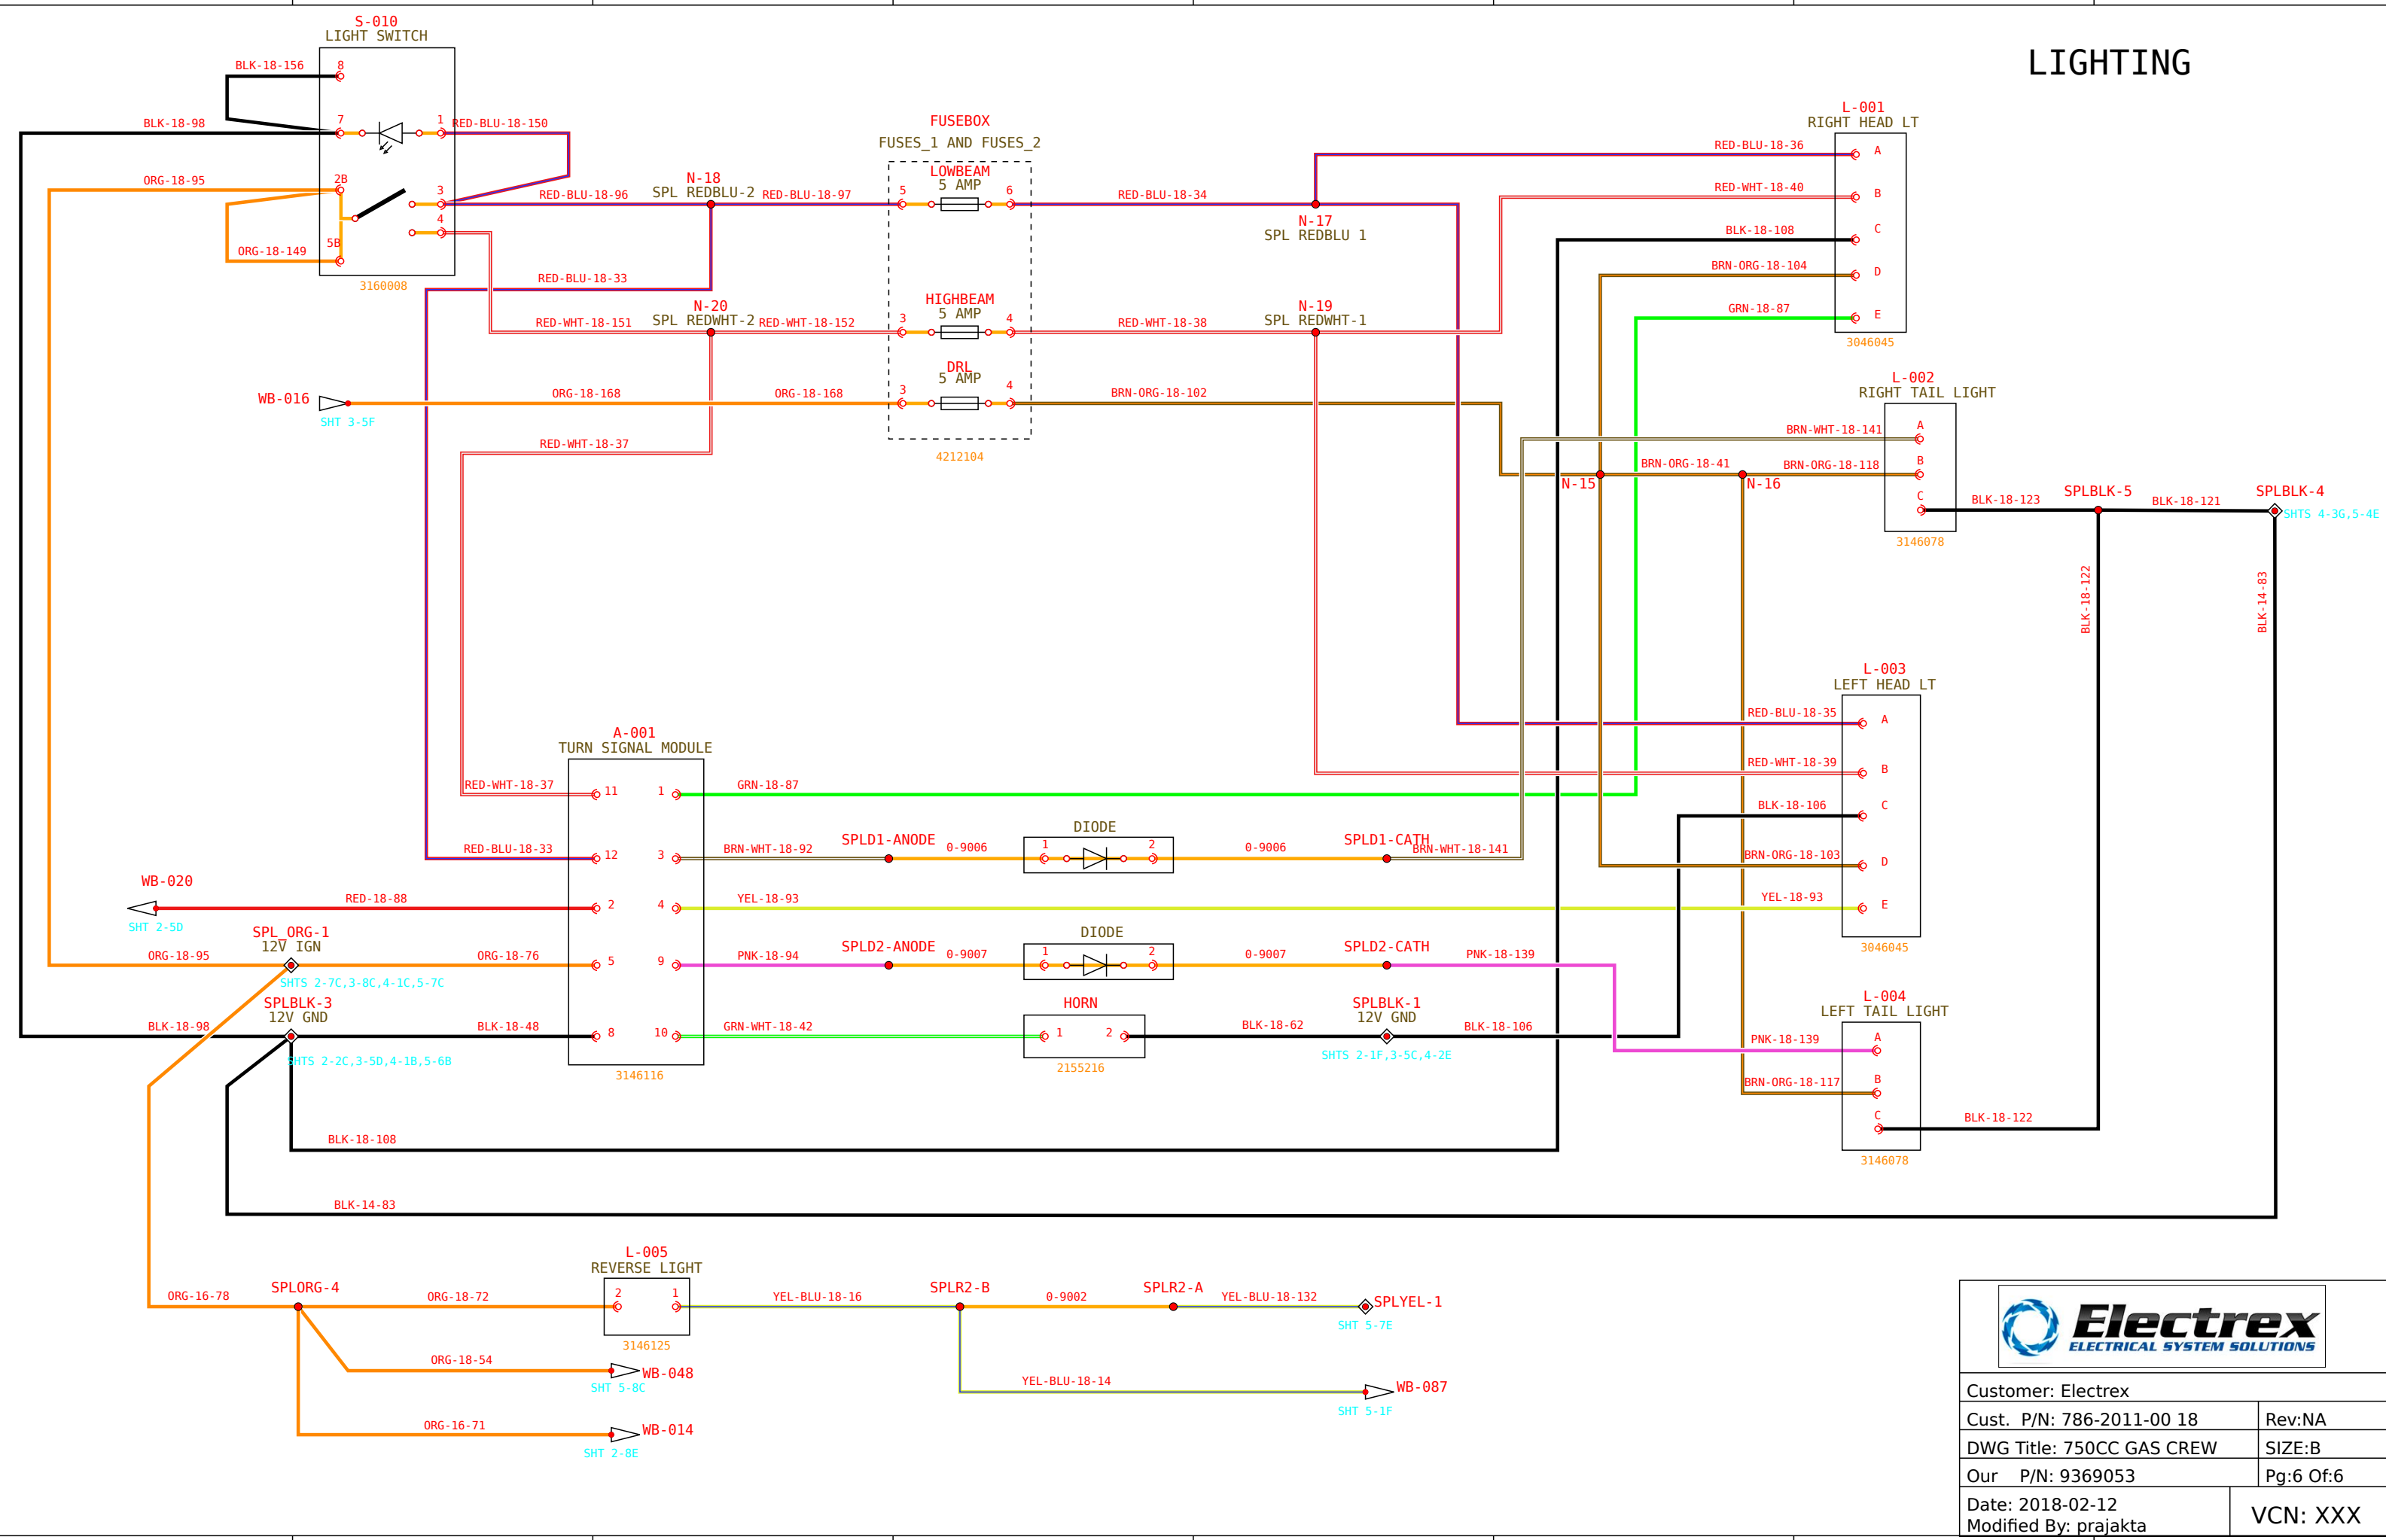 LIGHTING
S-010
LIGHT SWITCH
BLK-18-156
8
BLK-18-98
7
1
RED-BLU-18-150
ORG-18-95
2B
3
RED-BLU-18-96
4
5B
ORG-18-149
3160008
N-18
SPL REDBLU-2
RED-BLU-18-97
RED-BLU-18-33
N-20
SPL REDWHT-2
RED-WHT-18-151
RED-WHT-18-152
WB-016
SHT 3-5F
ORG-18-168
ORG-18-168
RED-WHT-18-37
FUSEBOX
FUSES_1 AND FUSES_2
LOWBEAM
5 AMP
5
6
HIGHBEAM
5 AMP
3
4
DRL
5 AMP
3
4
4212104
RED-BLU-18-34
N-17
SPL REDBLU 1
RED-WHT-18-38
N-19
SPL REDWHT-1
BRN-ORG-18-102
L-001
RIGHT HEAD LT
RED-BLU-18-36
A
RED-WHT-18-40
B
BLK-18-108
C
BRN-ORG-18-104
D
GRN-18-87
E
3046045
L-002
RIGHT TAIL LIGHT
BRN-WHT-18-141
A
BRN-ORG-18-41
BRN-ORG-18-118
B
N-15
N-16
C
BLK-18-123
SPLBLK-5
BLK-18-121
SPLBLK-4
SHTS 4-3G,5-4E
3146078
BLK-18-122
BLK-14-83
L-003
LEFT HEAD LT
RED-BLU-18-35
A
RED-WHT-18-39
B
BLK-18-106
C
BRN-ORG-18-103
D
YEL-18-93
E
3046045
A-001
TURN SIGNAL MODULE
RED-WHT-18-37
11
1
GRN-18-87
RED-BLU-18-33
12
3
BRN-WHT-18-92
SPLD1-ANODE
0-9006
DIODE
1
2
0-9006
SPLD1-CATH
BRN-WHT-18-141
WB-020
SHT 2-5D
RED-18-88
2
4
YEL-18-93
SPL_ORG-1
12V IGN
ORG-18-95
ORG-18-76
SHTS 2-7C,3-8C,4-1C,5-7C
5
9
PNK-18-94
SPLD2-ANODE
0-9007
DIODE
1
2
0-9007
SPLD2-CATH
PNK-18-139
SPLBLK-3
12V GND
BLK-18-98
BLK-18-48
SHTS 2-2C,3-5D,4-1B,5-6B
8
10
GRN-WHT-18-42
3146116
HORN
1
2
2155216
BLK-18-62
SPLBLK-1
12V GND
BLK-18-106
SHTS 2-1F,3-5C,4-2E
L-004
LEFT TAIL LIGHT
PNK-18-139
A
BRN-ORG-18-117
B
C
BLK-18-122
3146078
BLK-18-108
BLK-14-83
L-005
REVERSE LIGHT
ORG-16-78
SPLORG-4
ORG-18-72
2
1
3146125
YEL-BLU-18-16
SPLR2-B
0-9002
SPLR2-A
YEL-BLU-18-132
SPLYEL-1
SHT 5-7E
ORG-18-54
WB-048
SHT 5-8C
YEL-BLU-18-14
WB-087
SHT 5-1F
ORG-16-71
WB-014
SHT 2-8E
Electrex
ELECTRICAL SYSTEM SOLUTIONS
Customer: Electrex
Cust. P/N: 786-2011-00 18
Rev:NA
DWG Title: 750CC GAS CREW
SIZE:B
Our P/N: 9369053
Pg:6 Of:6
Date: 2018-02-12
Modified By: prajakta
VCN: XXX